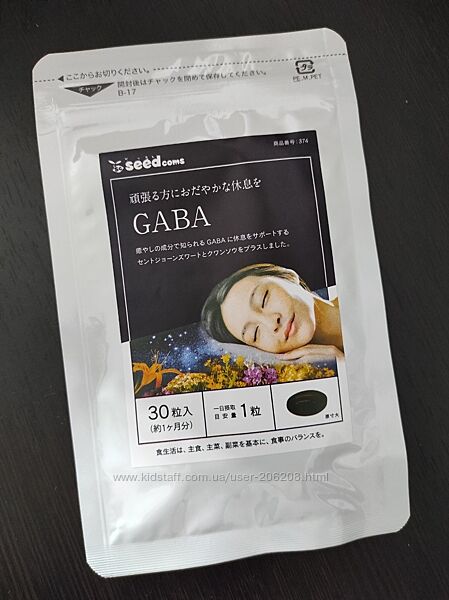 ここからお切りください。
チャック
開封後はチャックを閉めて保存してください。
B-17
PE,M,PET
商品番号:374
seedcoms
頑張る方におだやかな休息を
GABA
癒やしの成分で知られるGABAに休息をサポートする
セントジョーンズワートとクワンソウをプラスしました。
30粒入
(約1ヶ月分)
一日摂取
目安量
1粒
原寸大
食生活は、主食、主菜、副菜を基本に、食事のバランスを。
www.kidstaff.com.ua/user-206208.html